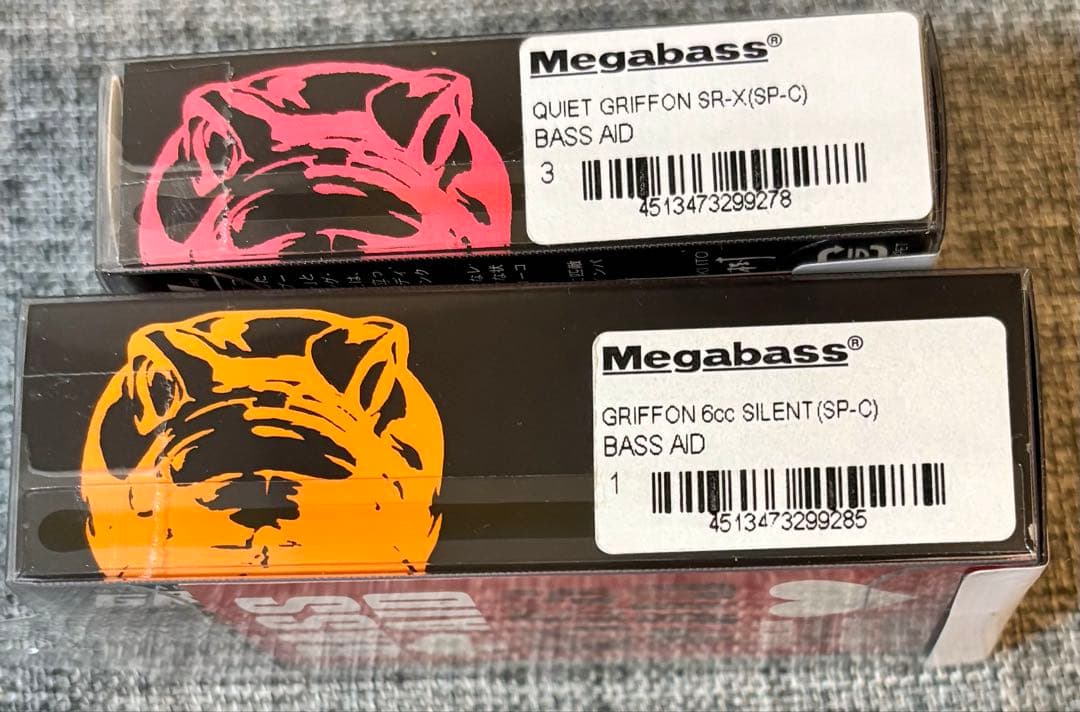 Megabass®
QUIET GRIFFON SR-X(SP-C)
BASS AID
3
4513473299278
Megabass®
GRIFFON 6cc SILENT(SP-C)
BASS AID
1
4513473299285